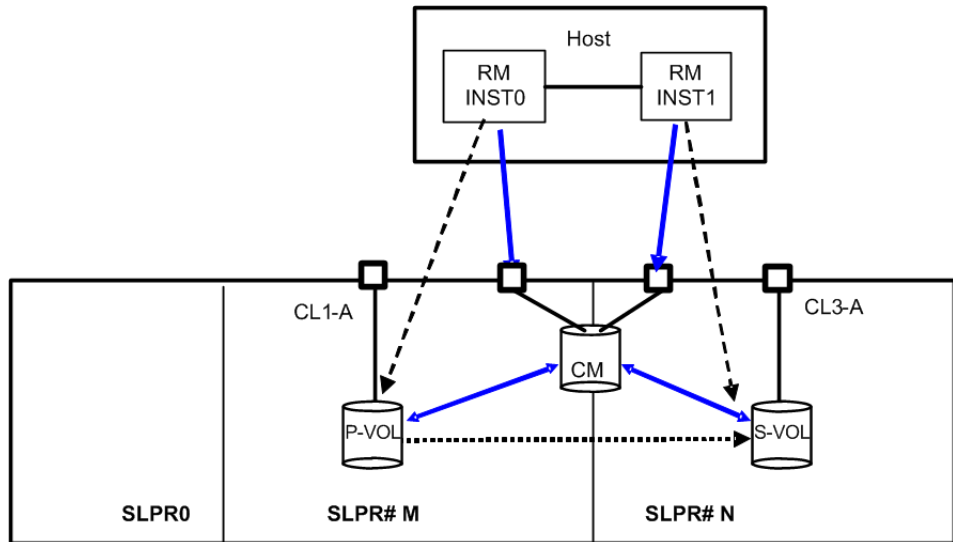 Host
RM
INST0
RM
INST1
CL1-A
CL3-A
CM
P-VOL
S-VOL
SLPR0
SLPR# M
SLPR# N